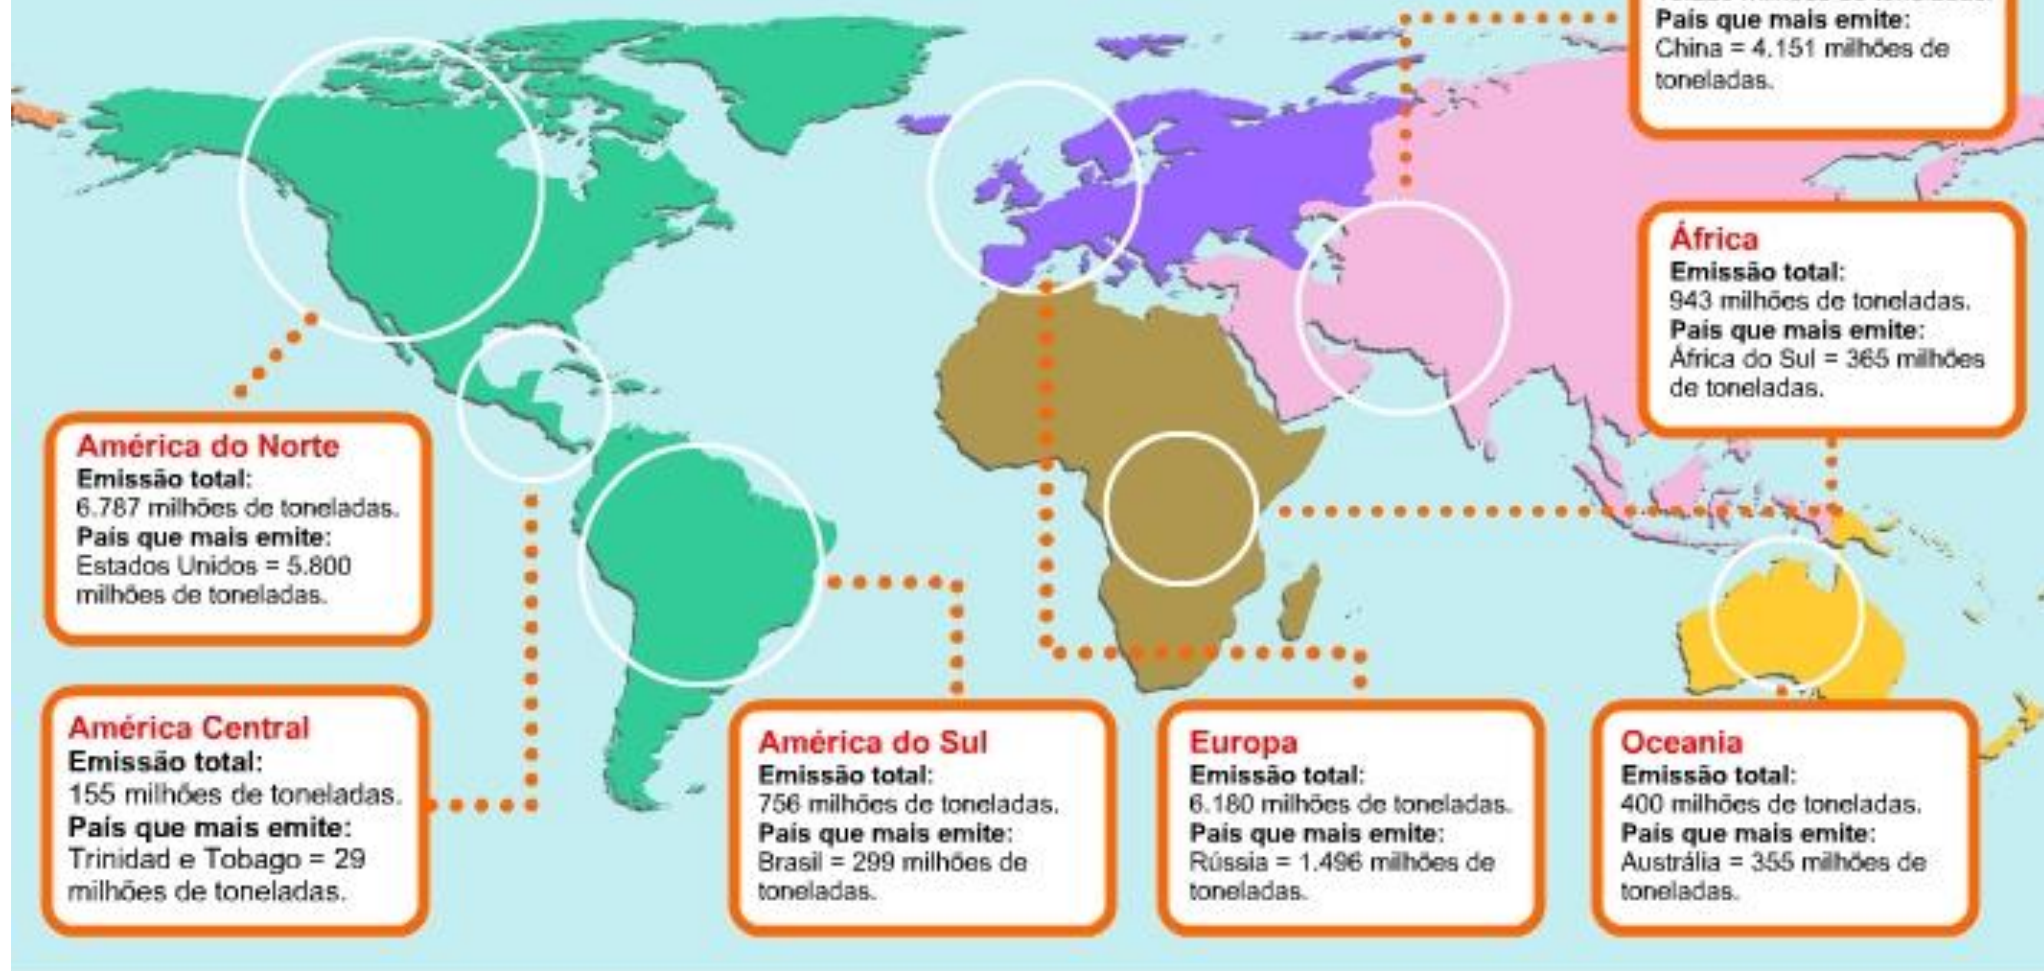 País que mais emite:
China = 4.151 milhões de
toneladas.
África
Emissão total:
943 milhões de toneladas.
País que mais emite:
África do Sul = 365 milhões
de toneladas.
América do Norte
Emissão total:
6.787 milhões de toneladas.
País que mais emite:
Estados Unidos = 5.800
milhões de toneladas.
América Central
Emissão total:
155 milhões de toneladas.
País que mais emite:
Trinidad e Tobago = 29
milhões de toneladas.
América do Sul
Emissão total:
756 milhões de toneladas.
País que mais emite:
Brasil = 299 milhões de
toneladas.
Europa
Emissão total:
6.180 milhões de toneladas.
País que mais emite:
Rússia = 1.496 milhões de
toneladas.
Oceania
Emissão total:
400 milhões de toneladas.
País que mais emite:
Austrália = 355 milhões de
toneladas.